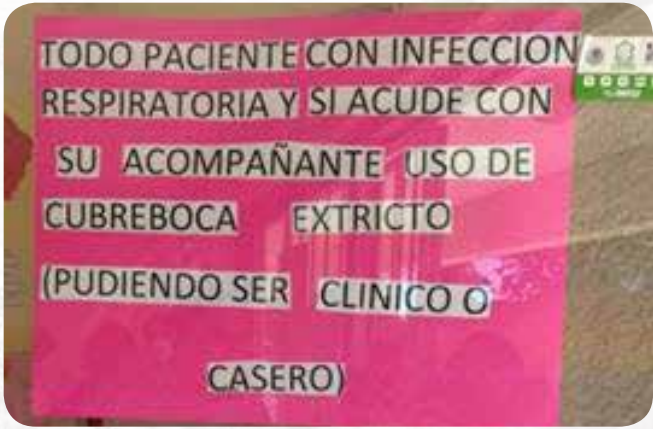 TODO PACIENTE CON INFECCION
RESPIRATORIA Y SI ACUDE CON
SU ACOMPAÑANTE USO DE
CUBREBOCA EXTRICTO
(PUDIENDO SER CLINICO O
CASERO)